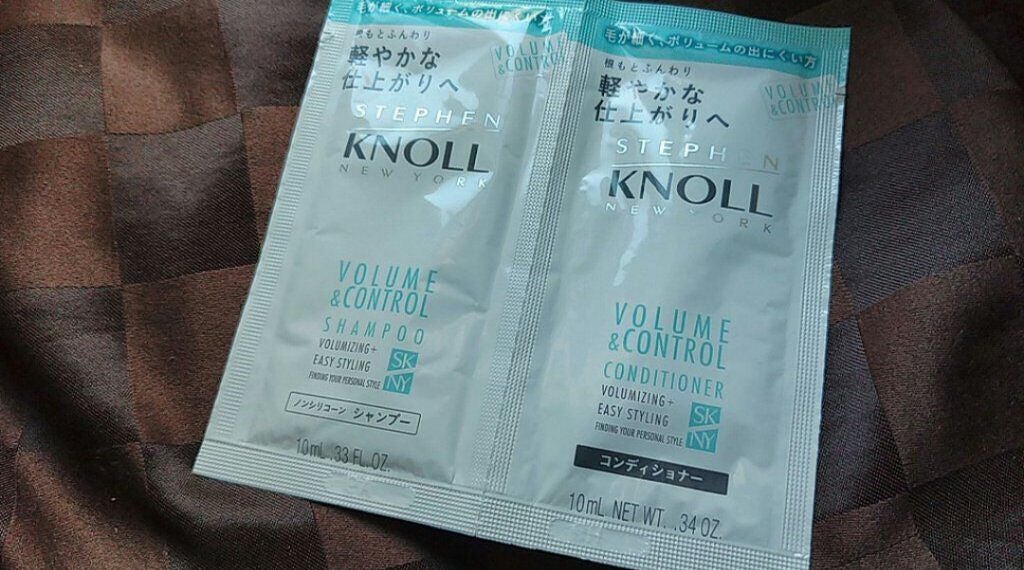 毛が細く、ボリュームの出にくい方
根もとふんわり
軽やかな
仕上がりへ
VOLUME
&CONTROL
STEPHEN
KNOLL
NEW YORK
VOLUME
&CONTROL
SHAMPOO
VOLUMIZING+
EASY STYLING
FINDING YOUR PERSONAL STYLE
SK
NY
ノンシリコーン シャンプー
10mL .33 FL.OZ.
毛が細く、ボリュームの出にくい方
根もとふんわり
軽やかな
仕上がりへ
VOLUME
&CONTROL
STEPHEN
KNOLL
NEW YORK
VOLUME
&CONTROL
CONDITIONER
VOLUMIZING+
EASY STYLING
FINDING YOUR PERSONAL STYLE
SK
NY
コンディショナー
10mL NET WT. .34 OZ.